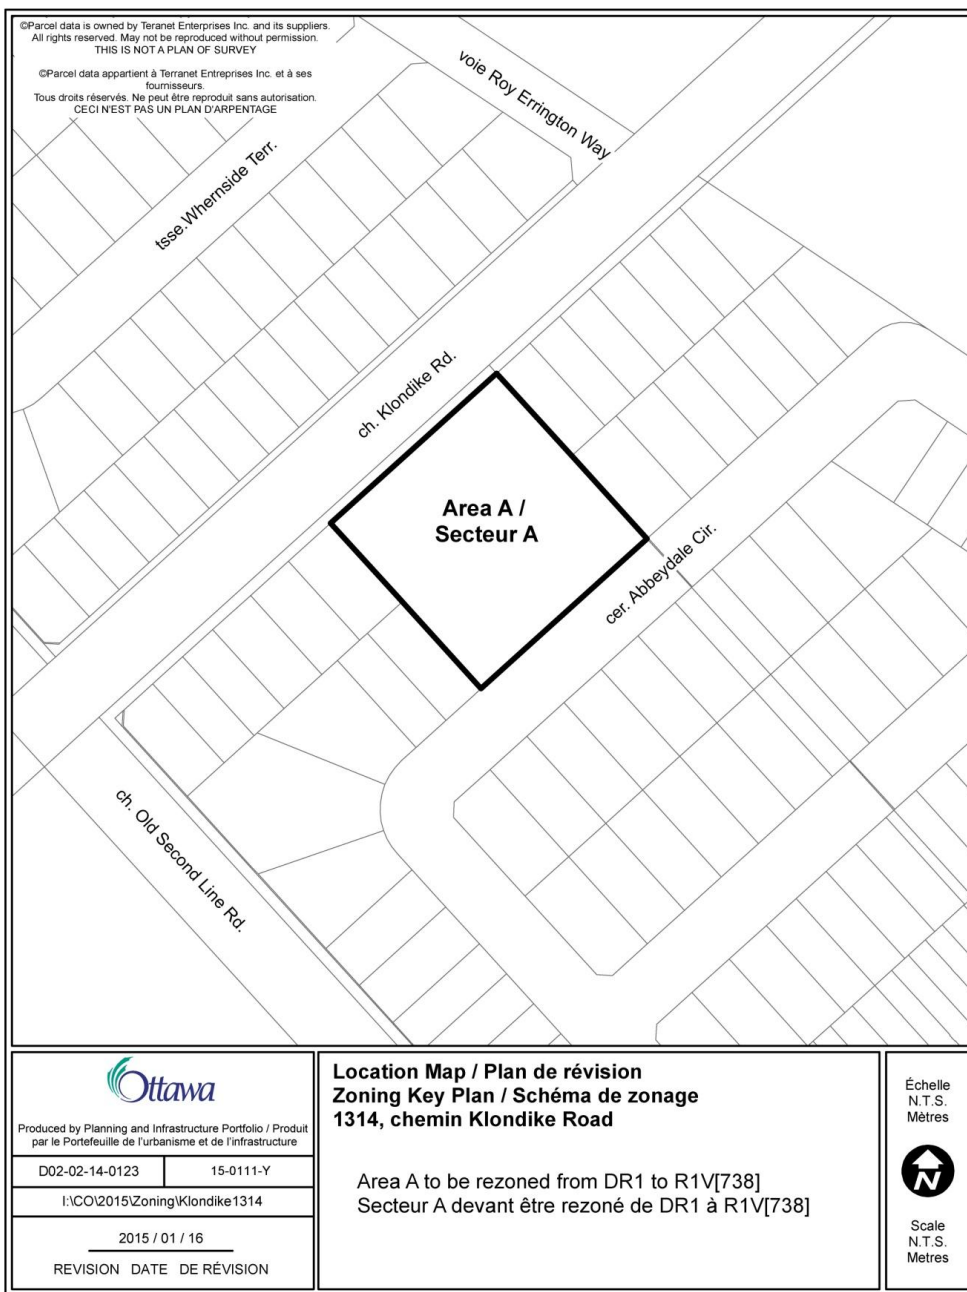 ©Parcel data is owned by Teranet Enterprises Inc. and its suppliers.
All rights reserved. May not be reproduced without permission.
THIS IS NOT A PLAN OF SURVEY
©Parcel data appartient à Terranet Entreprises Inc. et à ses
fournisseurs.
Tous droits réservés. Ne peut être reproduit sans autorisation.
CECI N'EST PAS UN PLAN D'ARPENTAGE
voie Roy Errington Way
tsse.Whernside Terr.
ch. Klondike Rd.
Area A /
Secteur A
cer. Abbeydale Cir.
ch. Old Second Line Rd.
Ottawa
Produced by Planning and Infrastructure Portfolio / Produit
par le Portefeuille de l'urbanisme et de l'infrastructure
D02-02-14-0123
15-0111-Y
I:\CO\2015\Zoning\Klondike1314
2015 / 01 / 16
REVISION DATE DE RÉVISION
Location Map / Plan de révision
Zoning Key Plan / Schéma de zonage
1314, chemin Klondike Road
Area A to be rezoned from DR1 to R1V[738]
Secteur A devant être rezoné de DR1 à R1V[738]
Échelle
N.T.S.
Mètres
N
Scale
N.T.S.
Metres